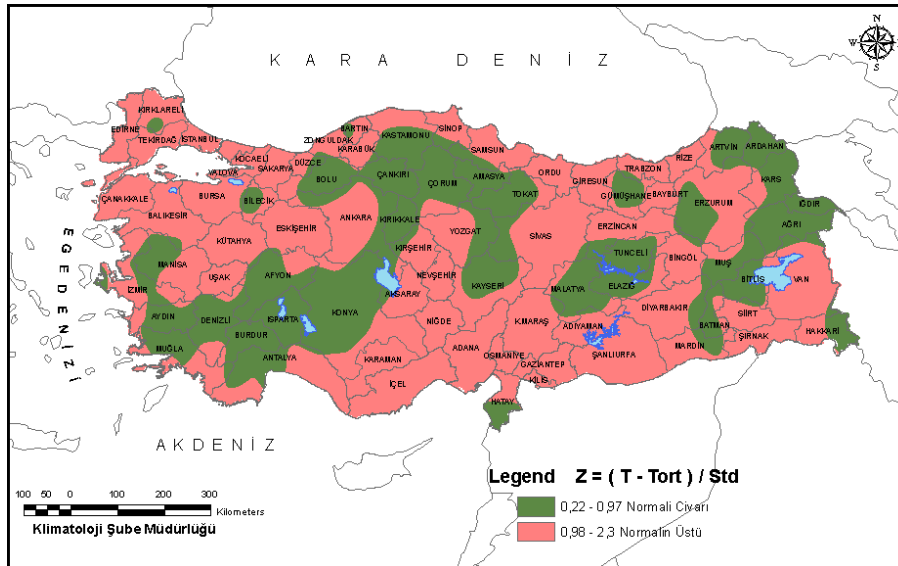 KARA DENİZ
N
W E
S
KIRKLARELİ
EDİRNE
TEKİRDAĞ İSTANBUL
KOCAELİ
YALOVA SAKARYA DÜZCE
ZONGULDAK
BARTIN
KARABÜK
KASTAMONU
SİNOP
SAMSUN
BOLU
ÇANKIRI
ÇORUM
AMASYA
TOKAT
ORDU
GİRESUN
TRABZON
RİZE
ARTVİN
ARDAHAN
KARS
IĞDIR
AĞRI
GÜMÜŞHANE
BAYBURT
ERZURUM
ERZİNCAN
ÇANAKKALE
BALIKESİR
BURSA
BİLECİK
ESKİŞEHİR
KÜTAHYA
ANKARA
KIRIKKALE
KIRŞEHİR
YOZGAT
SİVAS
TUNCELİ
BİNGÖL
MUŞ
BİTLİS
VAN
MANİSA
İZMİR
UŞAK
AFYON
NEVŞEHİR
AKSARAY
KAYSERİ
MALATYA
ELAZIĞ
DİYARBAKIR
BATMAN
SİİRT
ŞIRNAK
HAKKARİ
MARDİN
AYDIN
DENİZLİ
ISPARTA
BURDUR
KONYA
NİĞDE
MUĞLA
ANTALYA
KARAMAN
İÇEL
ADANA
K.MARAŞ
ADIYAMAN
ŞANLIURFA
OSMANİYE
GAZİANTEP
KİLİS
HATAY
EGE DENİZİ
AKDENİZ
Legend Z = ( T - Tort ) / Std
0,22 - 0,97 Normali Civarı
0,98 - 2,3 Normalin Üstü
100 50 0 100 200 300
Kilometers
Klimatoloji Şube Müdürlüğü